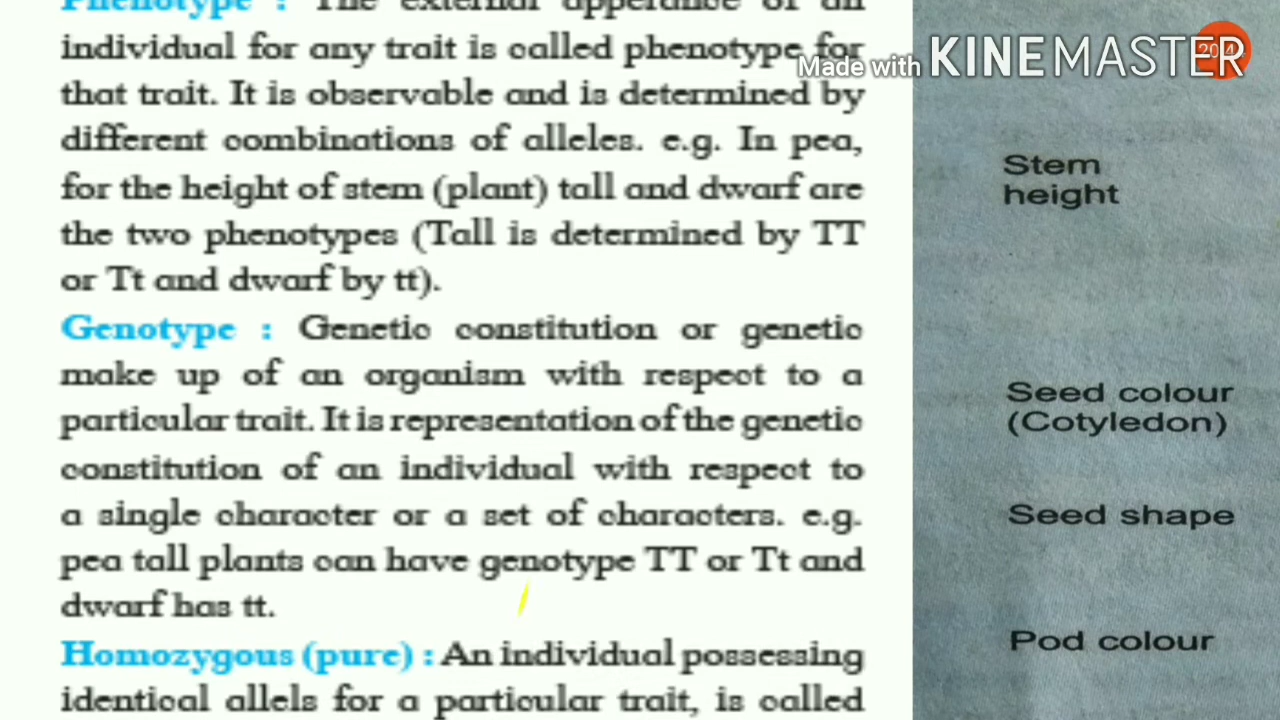 Phenotype : The external apperance of an
individual for any trait is called phenotype for
that trait. It is observable and is determined by
different combinations of alleles. e.g. In pea,
for the height of stem (plant) tall and dwarf are
the two phenotypes (Tall is determined by TT
or Tt and dwarf by tt).
Genotype : Genetic constitution or genetic
make up of an organism with respect to a
particular trait. It is representation of the genetic
constitution of an individual with respect to
a single character or a set of characters. e.g.
pea tall plants can have genotype TT or Tt and
dwarf has tt.
Homozygous (pure) : An individual possessing
identical allels for a particular trait, is called
Made with KINEMASTER
Stem
height
Seed colour
(Cotyledon)
Seed shape
Pod colour